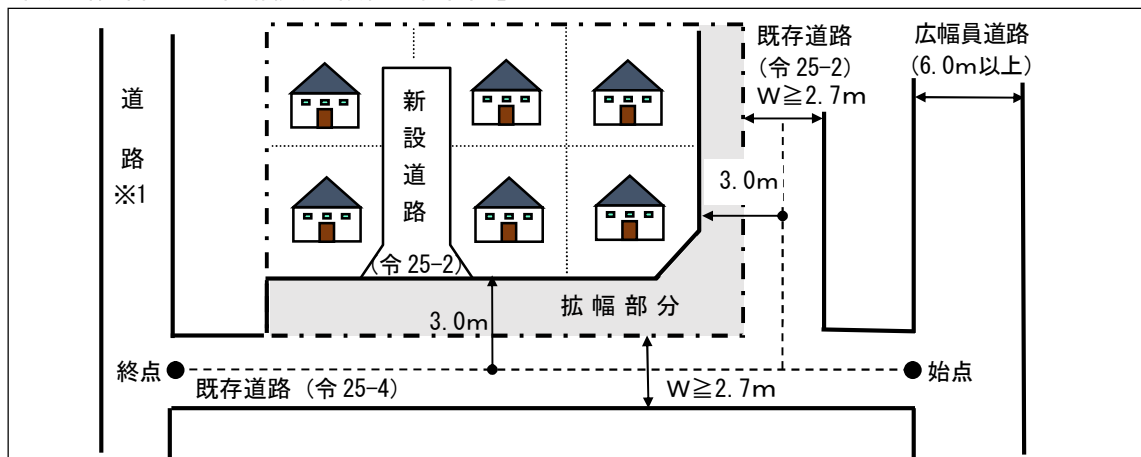 既存道路
(令 25-2)
W≧2.7m
広幅員道路
(6.0m以上)
道路
※1
新設道路
(令 25-2)
3.0m
拡幅部分
3.0m
終点
既存道路 (令 25-4)
W≧2.7m
始点